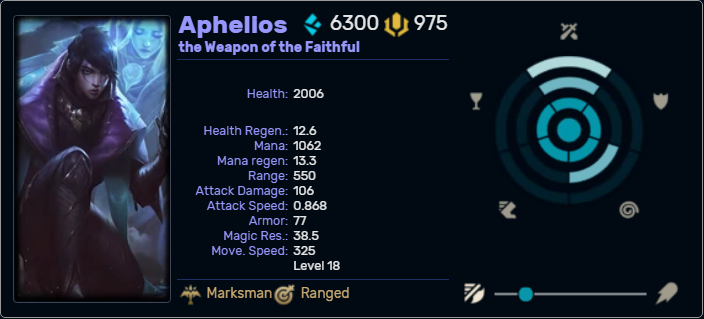 Aphelios 6300 975
the Weapon of the Faithful
Health: 2006
Health Regen.: 12.6
Mana: 1062
Mana regen: 13.3
Range: 550
Attack Damage: 106
Attack Speed: 0.868
Armor: 77
Magic Res.: 38.5
Move. Speed: 325
Level 18
Marksman Ranged